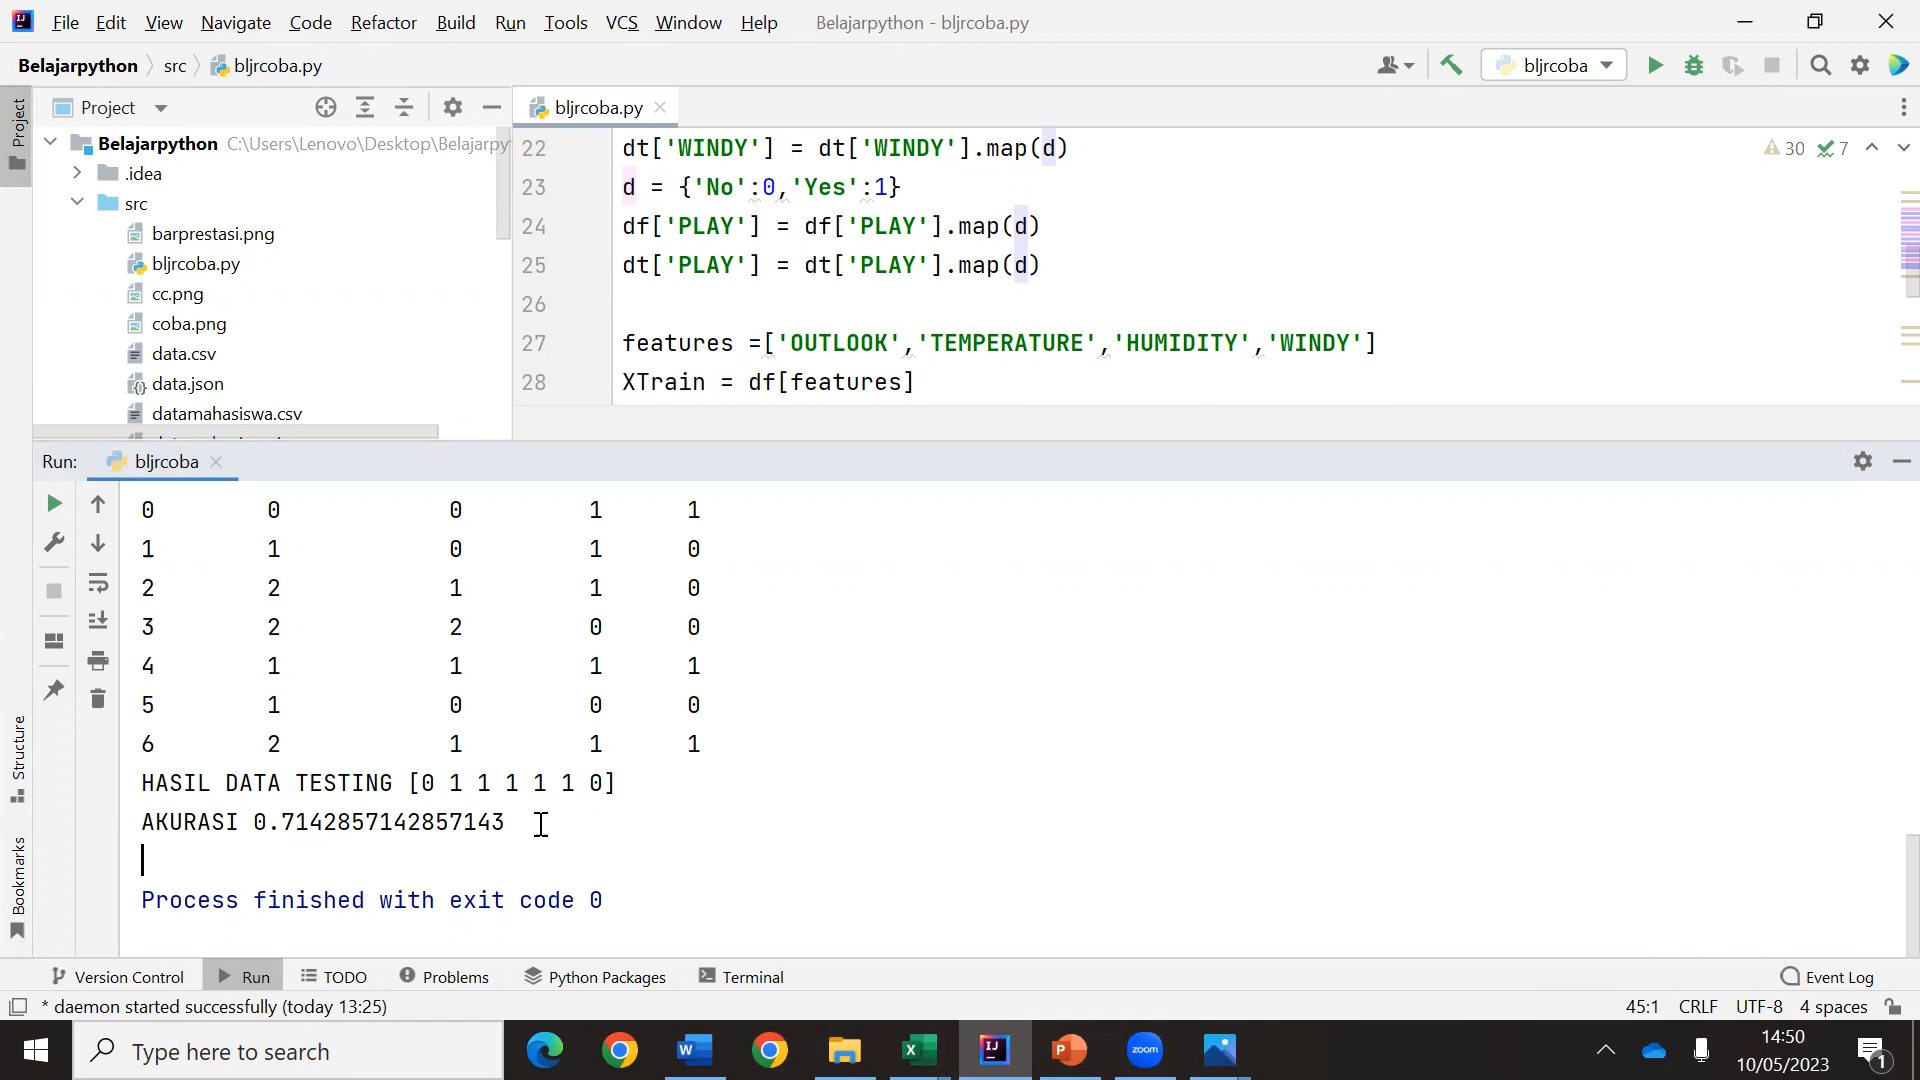 File Edit View Navigate Code Refactor Build Run Tools VCS Window Help Belajarpython - bljrcoba.py
Belajarpython src bljrcoba.py bljrcoba
Project bljrcoba.py
Project
Belajarpython C:\Users\Lenovo\Desktop\Belajarpy
.idea
src
barprestasi.png
bljrcoba.py
cc.png
coba.png
data.csv
data.json
datamahasiswa.csv
30 7
22 dt['WINDY'] = dt['WINDY'].map(d)
23 d = {'No':0,'Yes':1}
24 df['PLAY'] = df['PLAY'].map(d)
25 dt['PLAY'] = dt['PLAY'].map(d)
26
27 features =['OUTLOOK','TEMPERATURE','HUMIDITY','WINDY']
28 XTrain = df[features]
Run: bljrcoba
0 0 0 1 1
1 1 0 1 0
2 2 1 1 0
3 2 2 0 0
4 1 1 1 1
5 1 0 0 0
6 2 1 1 1
HASIL DATA TESTING [0 1 1 1 1 1 0]
AKURASI 0.7142857142857143
Process finished with exit code 0
Structure
Bookmarks
Version Control Run TODO Problems Python Packages Terminal Event Log
* daemon started successfully (today 13:25) 45:1 CRLF UTF-8 4 spaces
Type here to search
zoom
14:50
10/05/2023
1